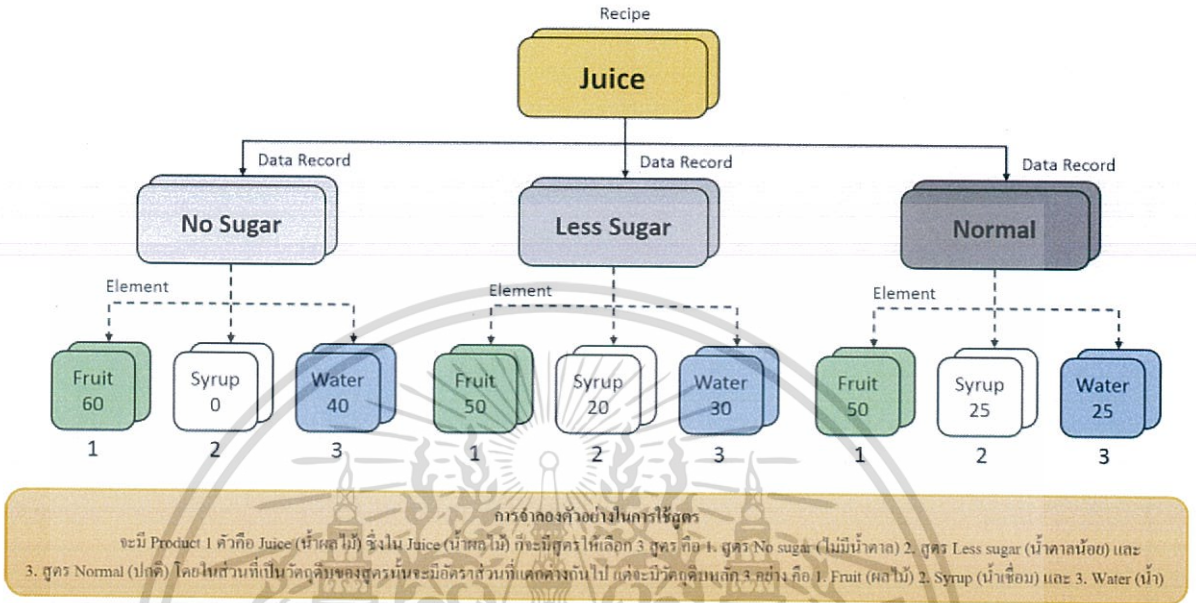 Recipe
Juice
Data Record
Data Record
Data Record
No Sugar
Less Sugar
Normal
Element
Element
Element
Fruit
60
Syrup
0
Water
40
Fruit
50
Syrup
20
Water
30
Fruit
50
Syrup
25
Water
25
1
2
3
1
2
3
1
2
3
การจำลองตัวอย่างในการใช้สูตร
จะมี Product 1 ตัวคือ Juice (น้ำผลไม้) ซึ่งใน Juice (น้ำผลไม้) ก็จะมีสูตรให้เลือก 3 สูตร คือ 1. สูตร No sugar (ไม่มีน้ำตาล) 2. สูตร Less sugar (น้ำตาลน้อย) และ
3. สูตร Normal (ปกติ) โดยในส่วนที่เป็นวัตถุดิบของสูตรนั้นจะมีอัตราส่วนที่แตกต่างกันไป แต่จะมีวัตถุดิบหลัก 3 อย่าง คือ 1. Fruit (ผลไม้) 2. Syrup (น้ำเชื่อม) และ 3. Water (น้ำ)